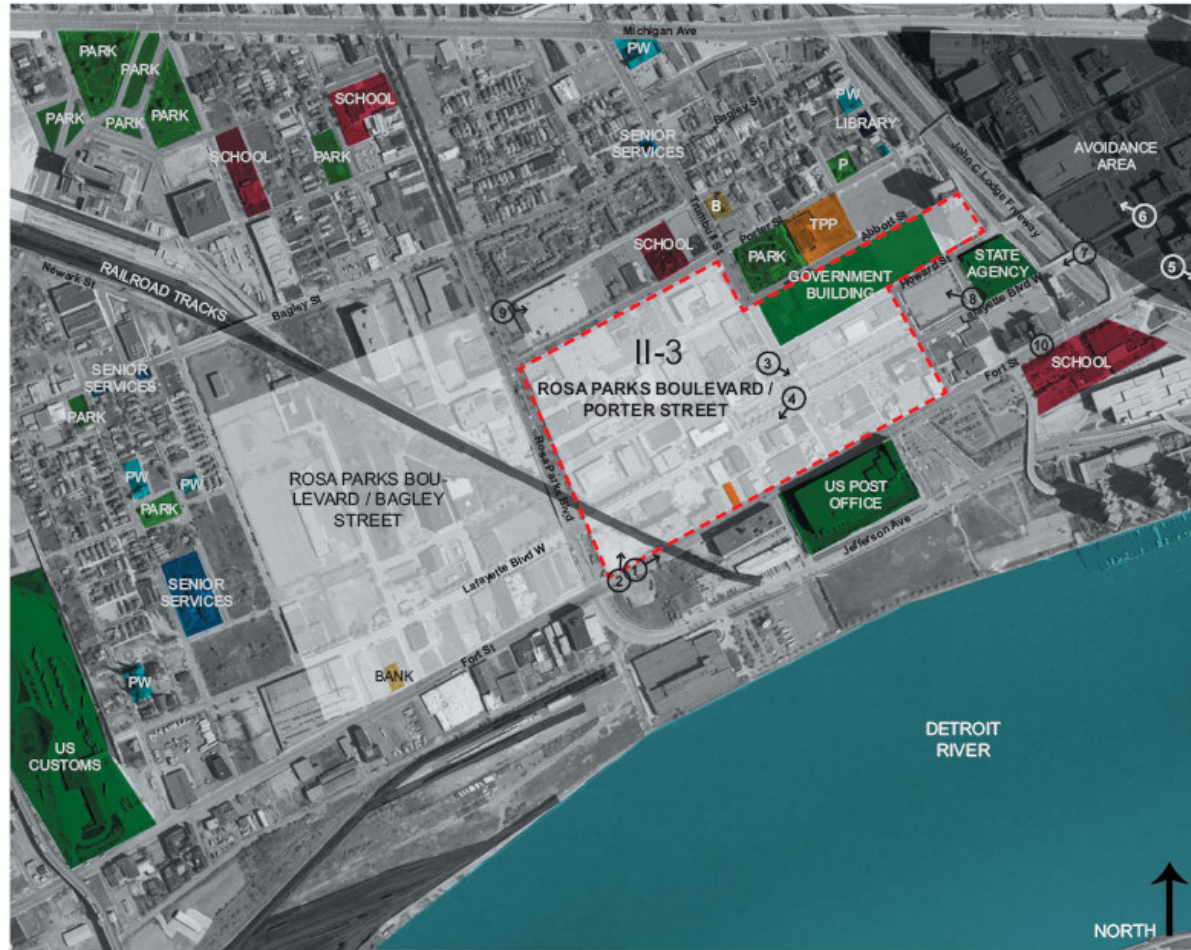 Michigan Ave
PARK
PW
PARK
SCHOOL
PW
PARK
PARK
PARK
Bagley St
LIBRARY
SENIOR
SERVICES
PARK
SCHOOL
P
John C Lodge Freeway
AVOIDANCE
AREA
B
6
Trumbull St
Porter St
TPP
Abbott St
SCHOOL
PARK
GOVERNMENT
BUILDING
Howard St
STATE
AGENCY
7
5
Newark St
RAILROAD TRACKS
Bagley St
8
Lafayette Blvd W
9
10
II-3
3
Fort St
SCHOOL
SENIOR
SERVICES
ROSA PARKS BOULEVARD /
PORTER STREET
4
PARK
Rosa Parks Blvd
PW
PW
ROSA PARKS BOU-
LEVARD / BAGLEY
STREET
US POST
OFFICE
PARK
Jefferson Ave
Lafayette Blvd W
2
1
SENIOR
SERVICES
Fort St
BANK
PW
US
CUSTOMS
DETROIT
RIVER
NORTH